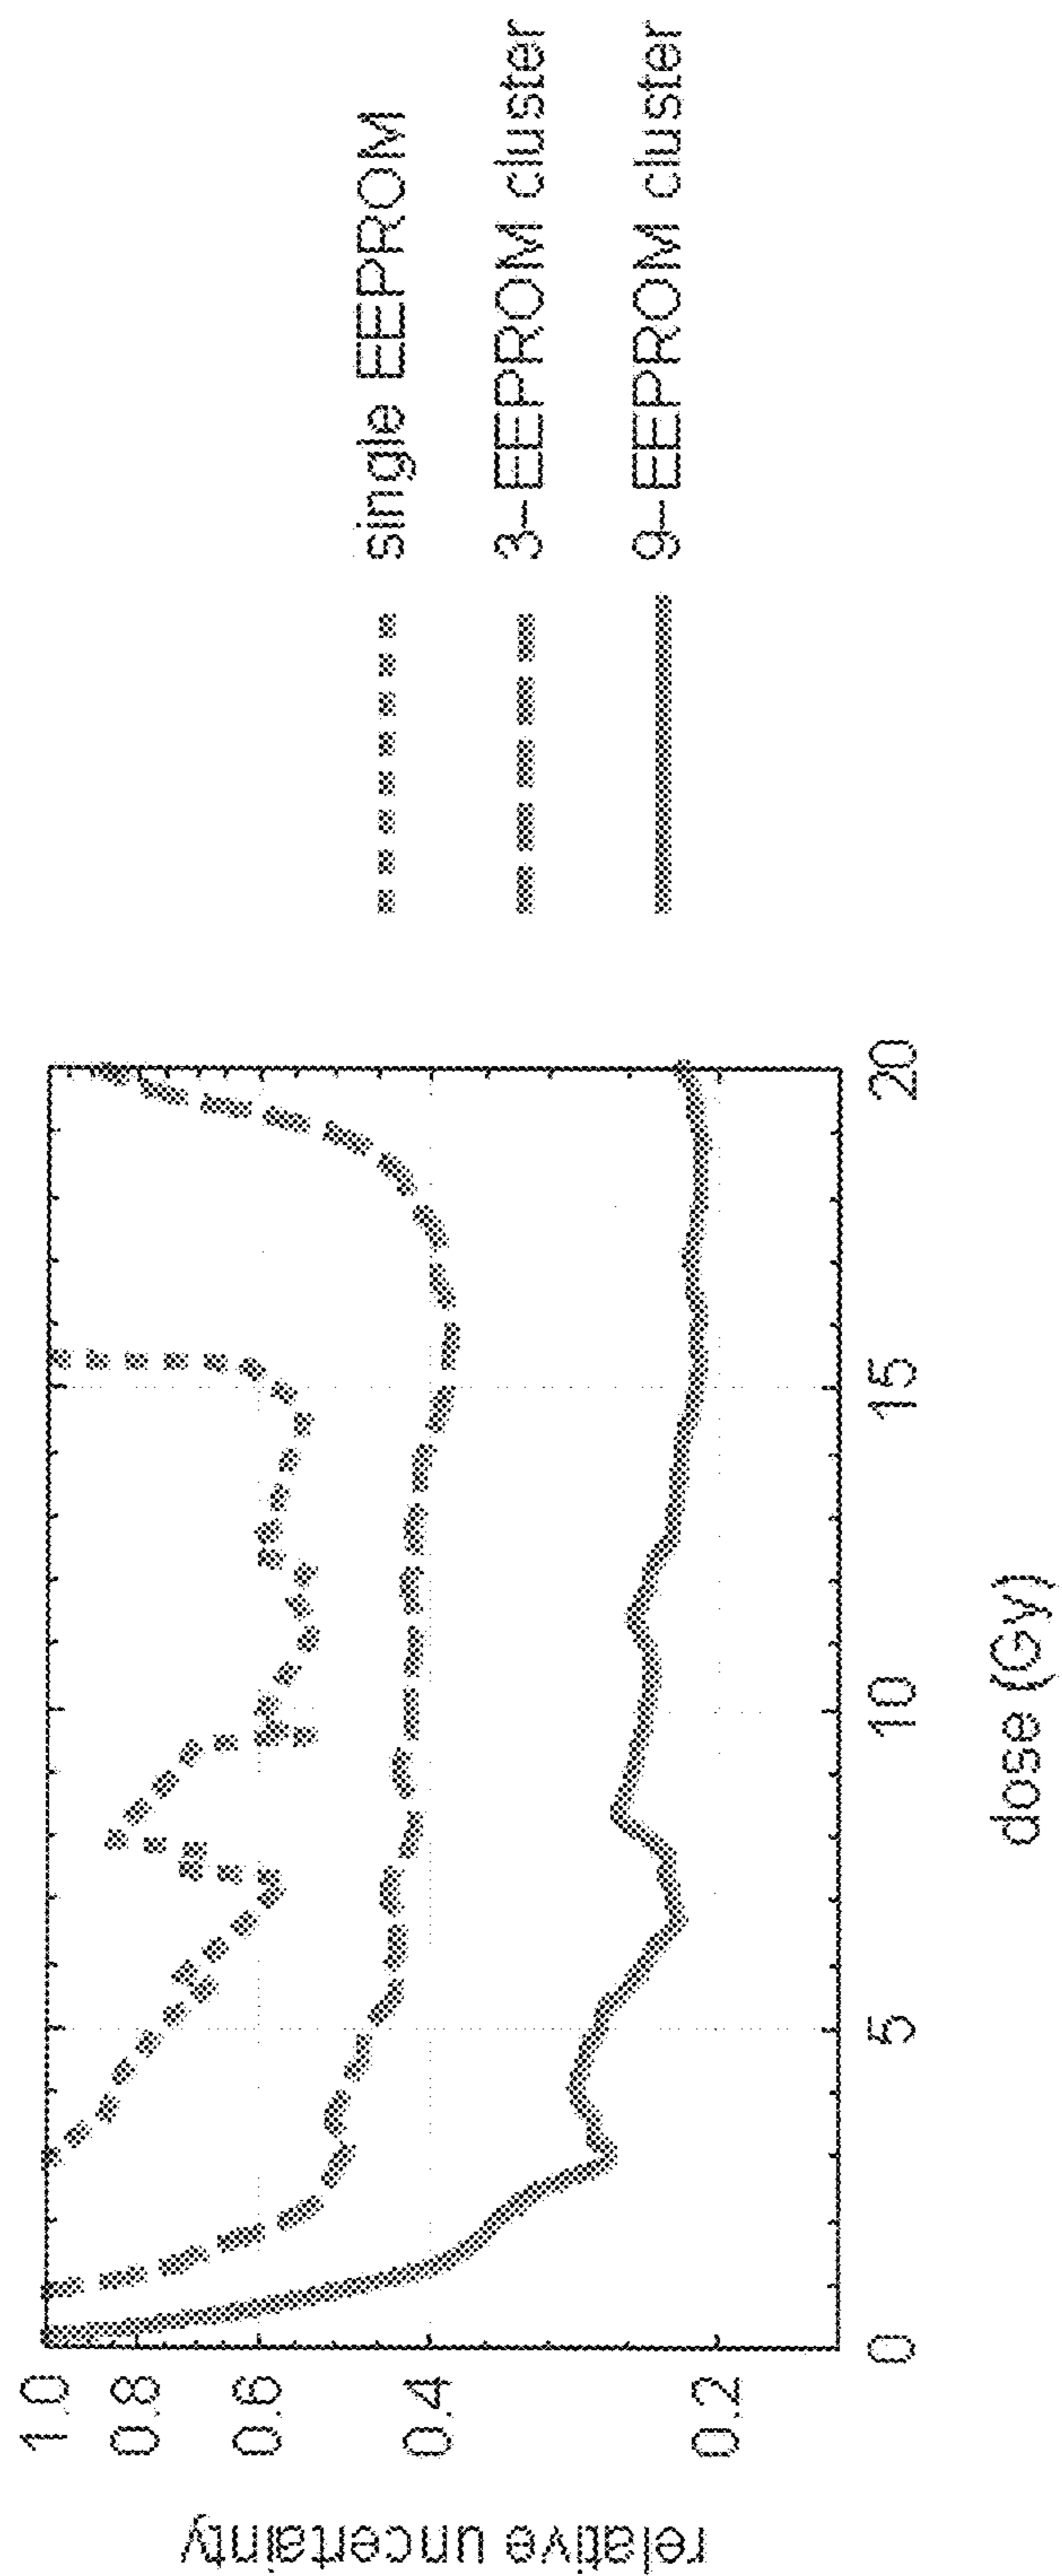 relative uncertainty
1.0
0.8
0.6
0.4
0.2
0
5
10
15
20
dose (Gy)
single EEPROM
3-EEPROM cluster
9-EEPROM cluster